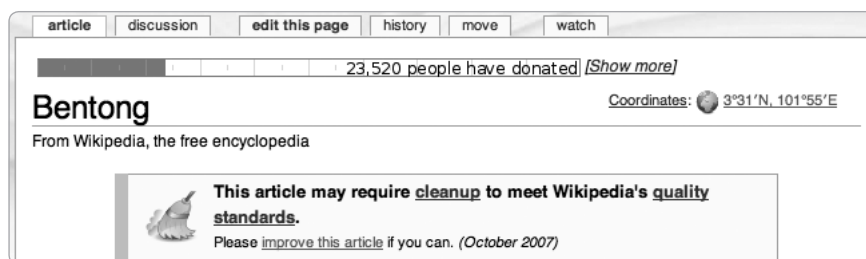 article discussion edit this page history move watch
23,520 people have donated [Show more]
Bentong Coordinates: 3°31′N, 101°55′E
From Wikipedia, the free encyclopedia
This article may require cleanup to meet Wikipedia's quality
standards.
Please improve this article if you can. (October 2007)